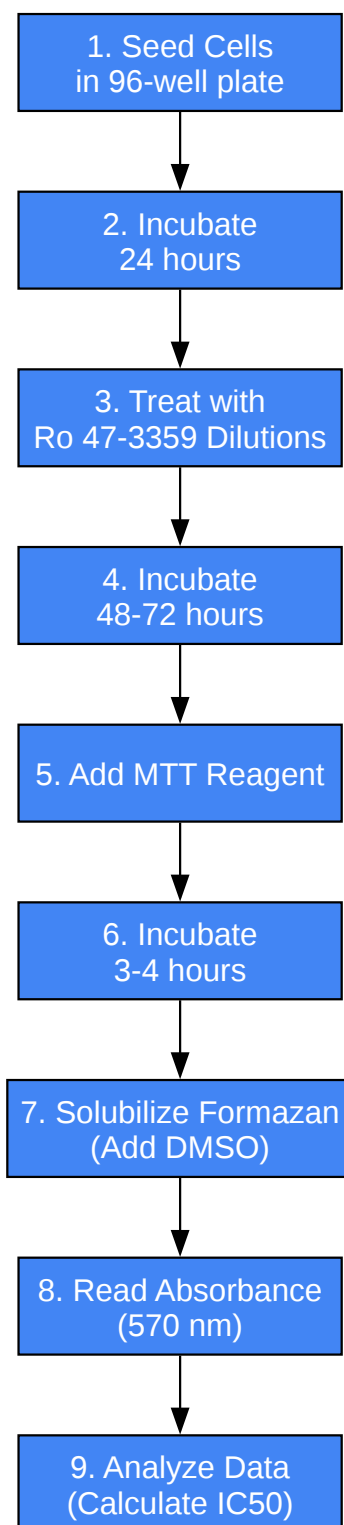 1. Seed Cells
in 96-well plate
2. Incubate
24 hours
3. Treat with
Ro 47-3359 Dilutions
4. Incubate
48-72 hours
5. Add MTT Reagent
6. Incubate
3-4 hours
7. Solubilize Formazan
(Add DMSO)
8. Read Absorbance
(570 nm)
9. Analyze Data
(Calculate IC50)